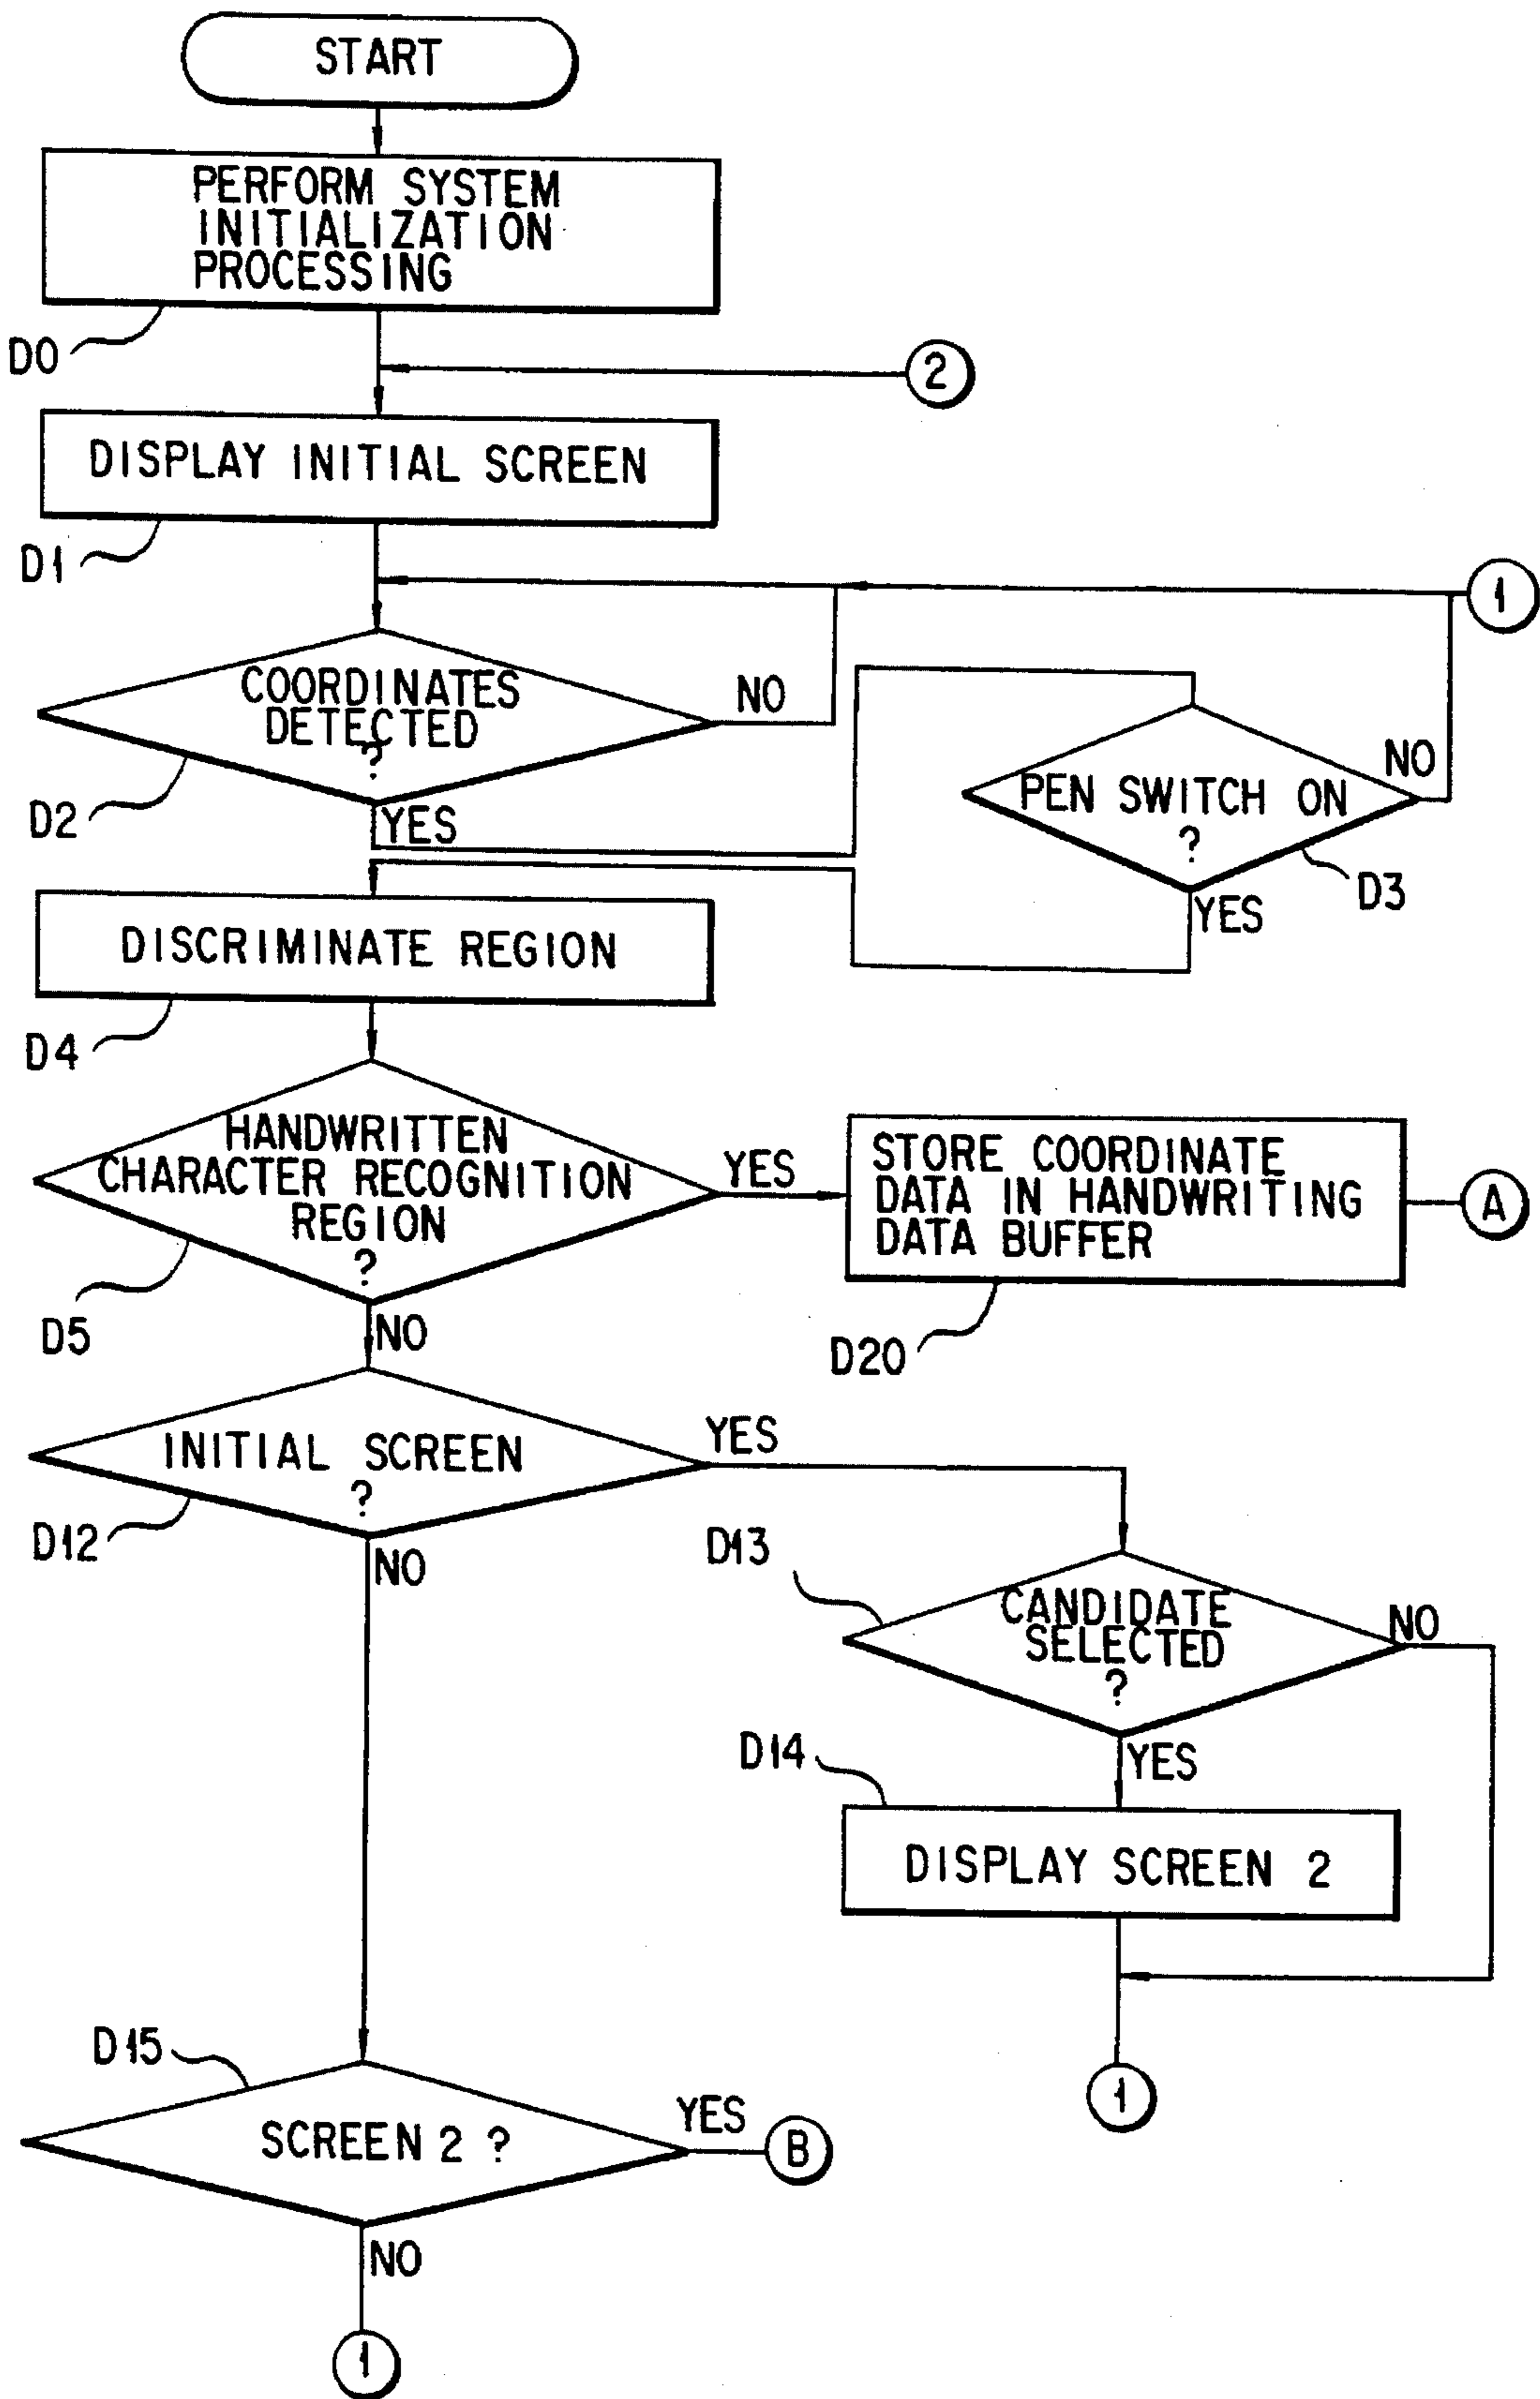 START
PERFORM SYSTEM
INITIALIZATION
PROCESSING
D0
2
DISPLAY INITIAL SCREEN
D1
1
COORDINATES
DETECTED
?
NO
D2
YES
PEN SWITCH ON
?
NO
D3
YES
DISCRIMINATE REGION
D4
HANDWRITTEN
CHARACTER RECOGNITION
REGION
?
YES
D5
NO
STORE COORDINATE
DATA IN HANDWRITING
DATA BUFFER
A
D20
INITIAL SCREEN
?
YES
D12
NO
D13
CANDIDATE
SELECTED
?
NO
YES
D14
DISPLAY SCREEN 2
1
D15
SCREEN 2 ?
YES
B
NO
1